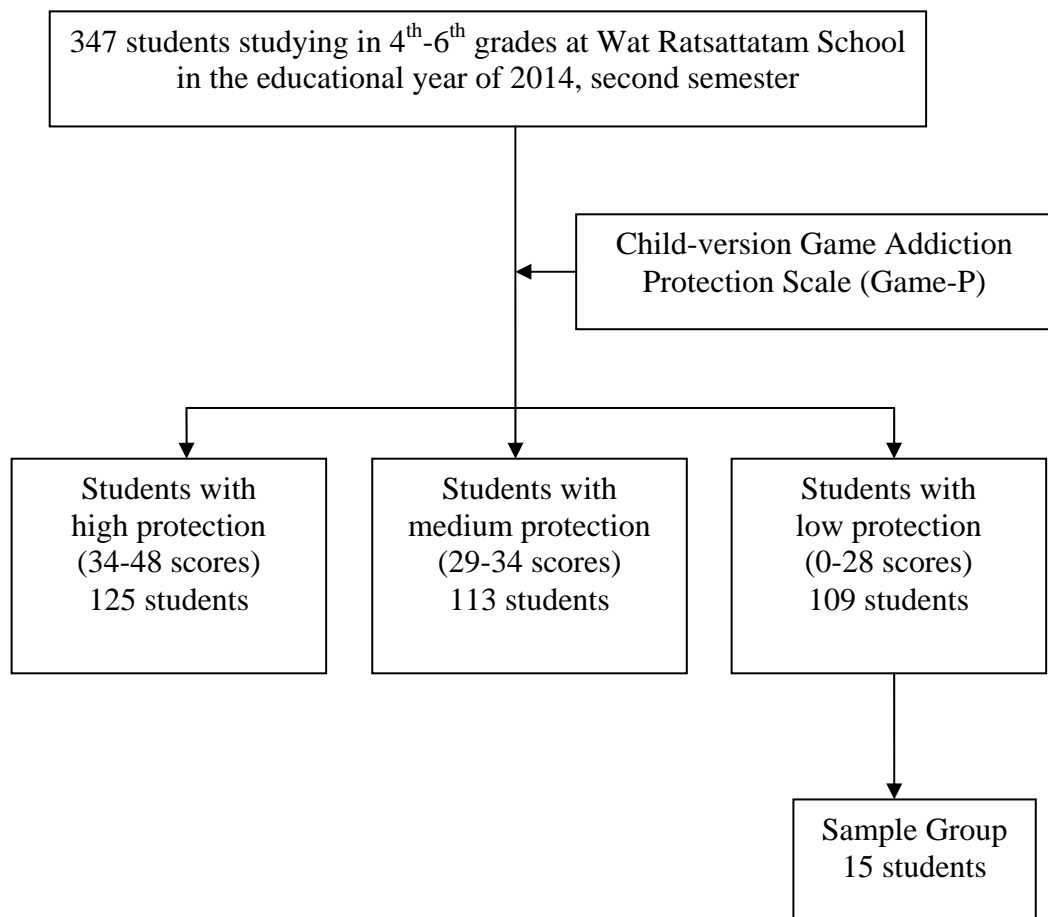 347 students studying in 4th-6th grades at Wat Ratsattatam School
in the educational year of 2014, second semester
Child-version Game Addiction
Protection Scale (Game-P)
Students with
high protection
(34-48 scores)
125 students
Students with
medium protection
(29-34 scores)
113 students
Students with
low protection
(0-28 scores)
109 students
Sample Group
15 students